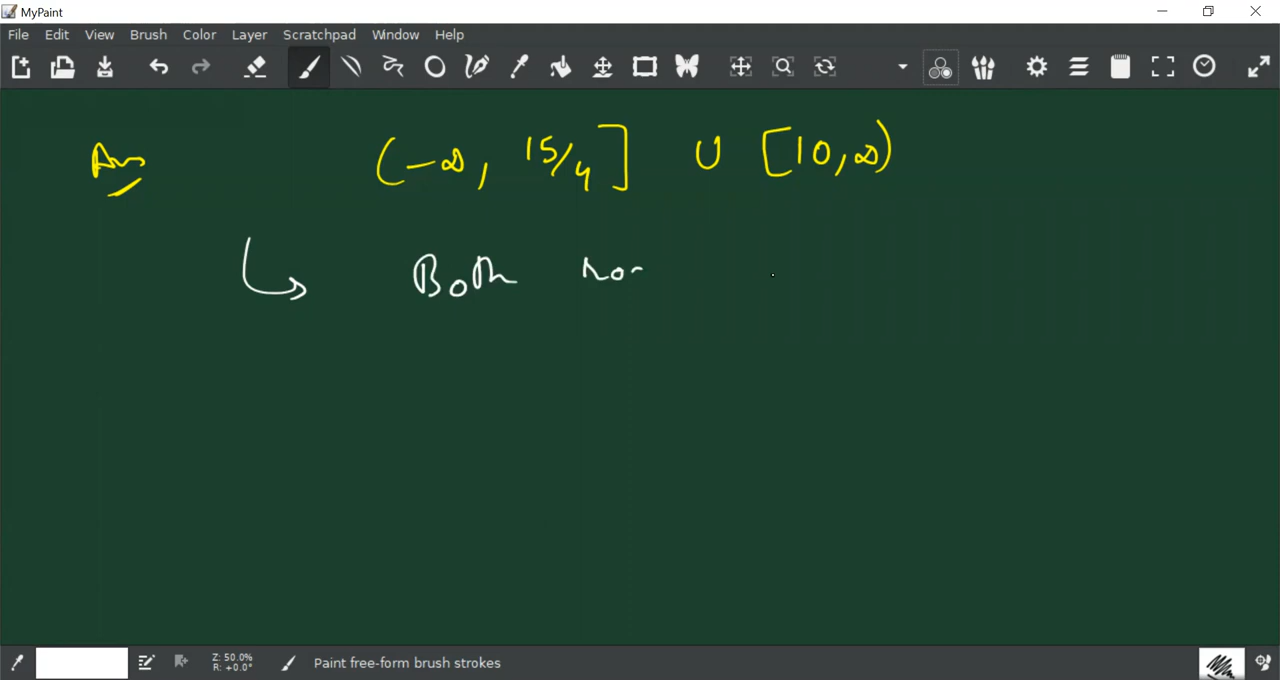 MyPaint
File Edit View Brush Color Layer Scratchpad Window Help
Ans (-∞, 15/4] ∪ [10, ∞)
Both
Z: 50.0%
R: +0.0°
Paint free-form brush strokes